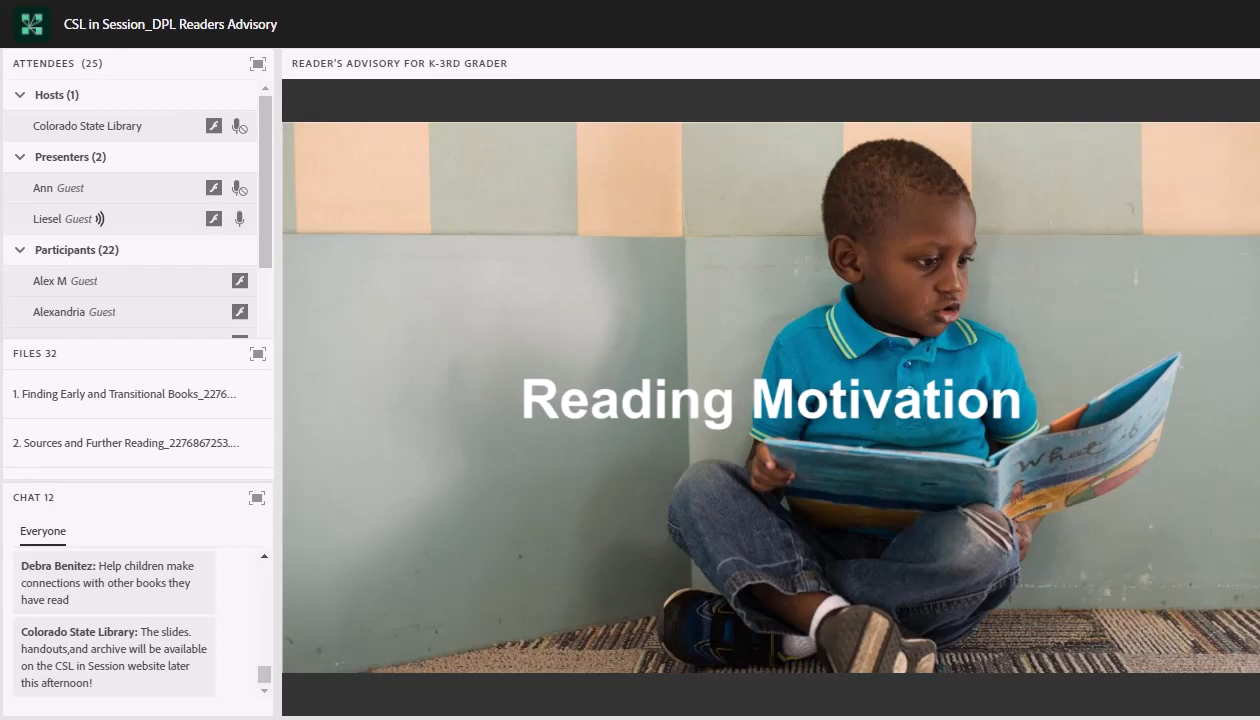 CSL in Session_DPL Readers Advisory
ATTENDEES (25)
Hosts (1)
Colorado State Library
Presenters (2)
Ann Guest
Liesel Guest
Participants (22)
Alex M Guest
Alexandria Guest
FILES 32
1. Finding Early and Transitional Books_2276...
2. Sources and Further Reading_2276867253....
CHAT 12
Everyone
Debra Benitez: Help children make
connections with other books they
have read
Colorado State Library: The slides.
handouts,and archive will be available
on the CSL in Session website later
this afternoon!
READER'S ADVISORY FOR K-3RD GRADER
Reading Motivation
What